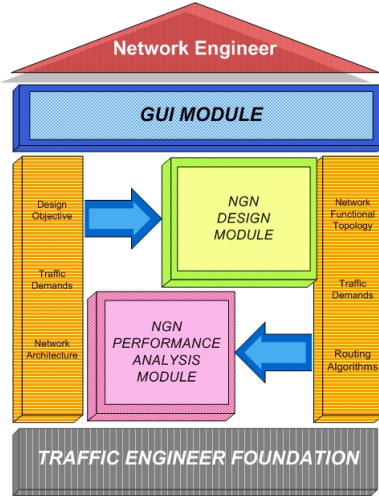 Network Engineer
GUI MODULE
Design
Objective
Traffic
Demands
Network
Architecture
NGN
DESIGN
MODULE
NGN
PERFORMANCE
ANALYSIS
MODULE
Network
Functional
Topology
Traffic
Demands
Routing
Algorithms
TRAFFIC ENGINEER FOUNDATION